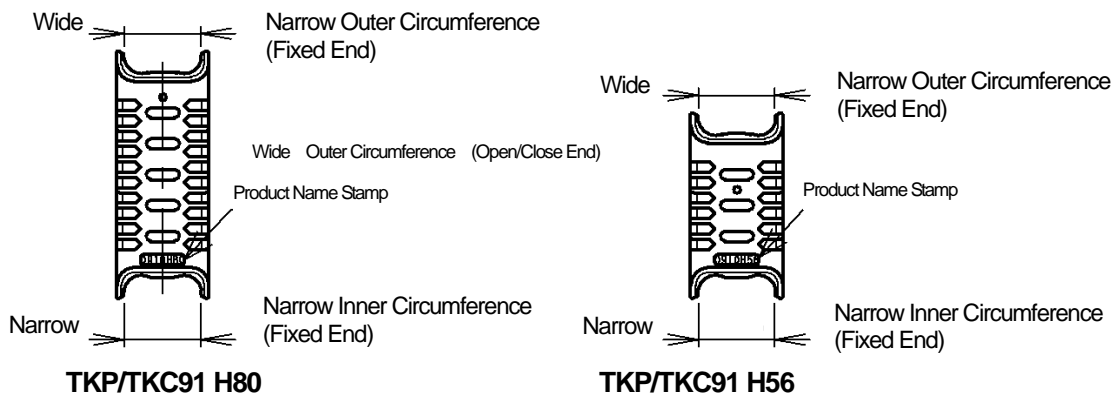 Wide
Narrow Outer Circumference
(Fixed End)
Wide Outer Circumference (Open/Close End)
Product Name Stamp
Narrow
Narrow Inner Circumference
(Fixed End)
TKP/TKC91 H80
Wide
Narrow Outer Circumference
(Fixed End)
Product Name Stamp
Narrow
Narrow Inner Circumference
(Fixed End)
TKP/TKC91 H56